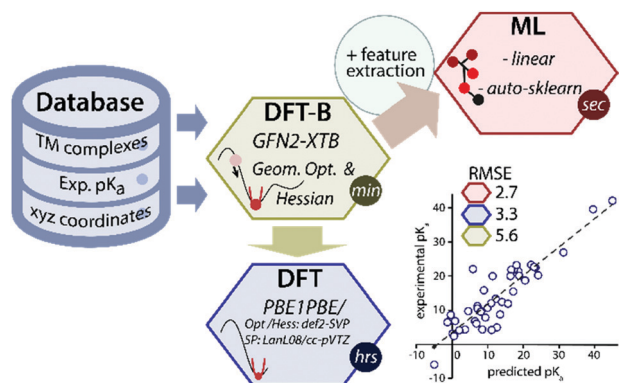 Database
TM complexes
Exp. pKa
xyz coordinates
DFT-B
GFN2-XTB
Geom. Opt. &
Hessian
min
+ feature
extraction
ML
- linear
- auto-sklearn
sec
DFT
PBE1PBE/
Opt/Hess: def2-SVP
SP: LanL08/cc-pVTZ
hrs
RMSE
2.7
3.3
5.6
experimental pKa
40
30
20
10
0
-10
-10
0
10
20
30
40
predicted pKa